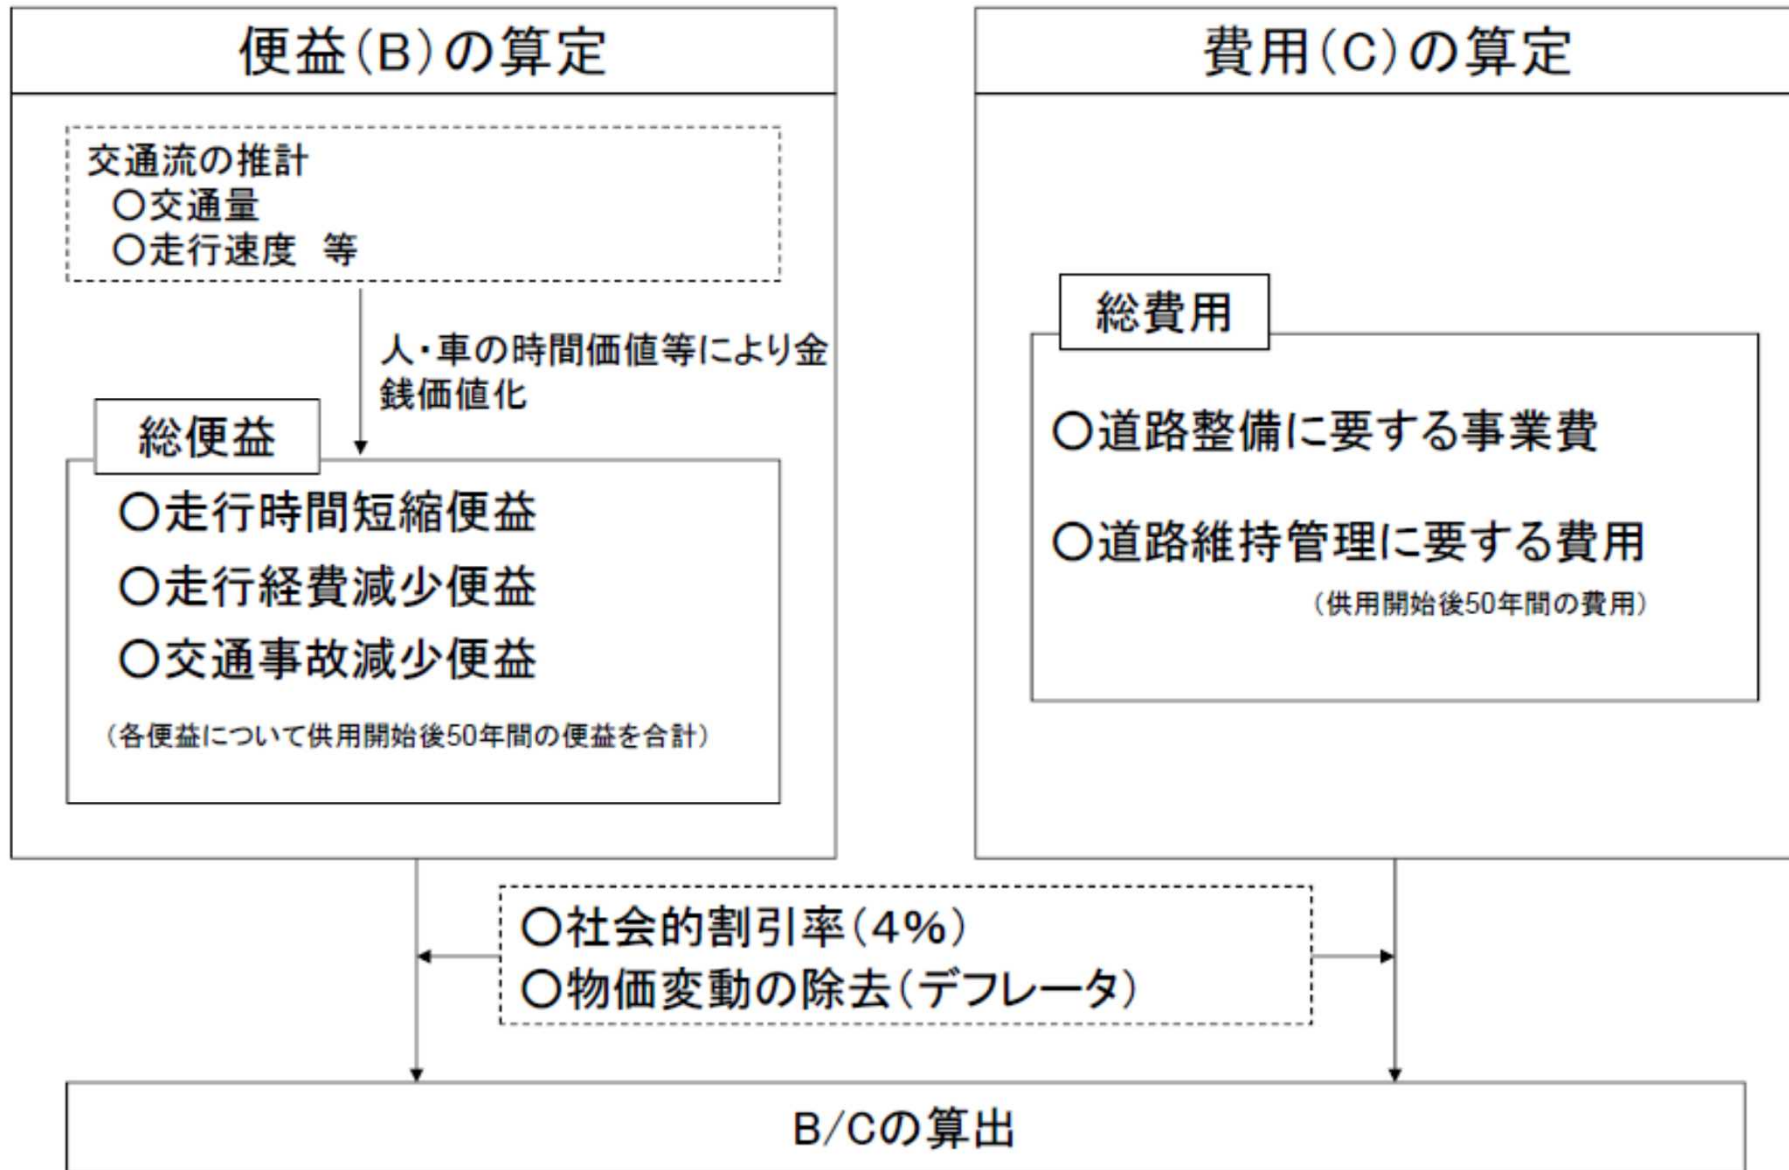 便益(B)の算定
交通流の推計
○交通量
○走行速度 等
人・車の時間価値等により金
銭価値化
総便益
○走行時間短縮便益
○走行経費減少便益
○交通事故減少便益
(各便益について供用開始後50年間の便益を合計)
費用(C)の算定
総費用
○道路整備に要する事業費
○道路維持管理に要する費用
(供用開始後50年間の費用)
○社会的割引率(4%)
○物価変動の除去(デフレータ)
B/Cの算出